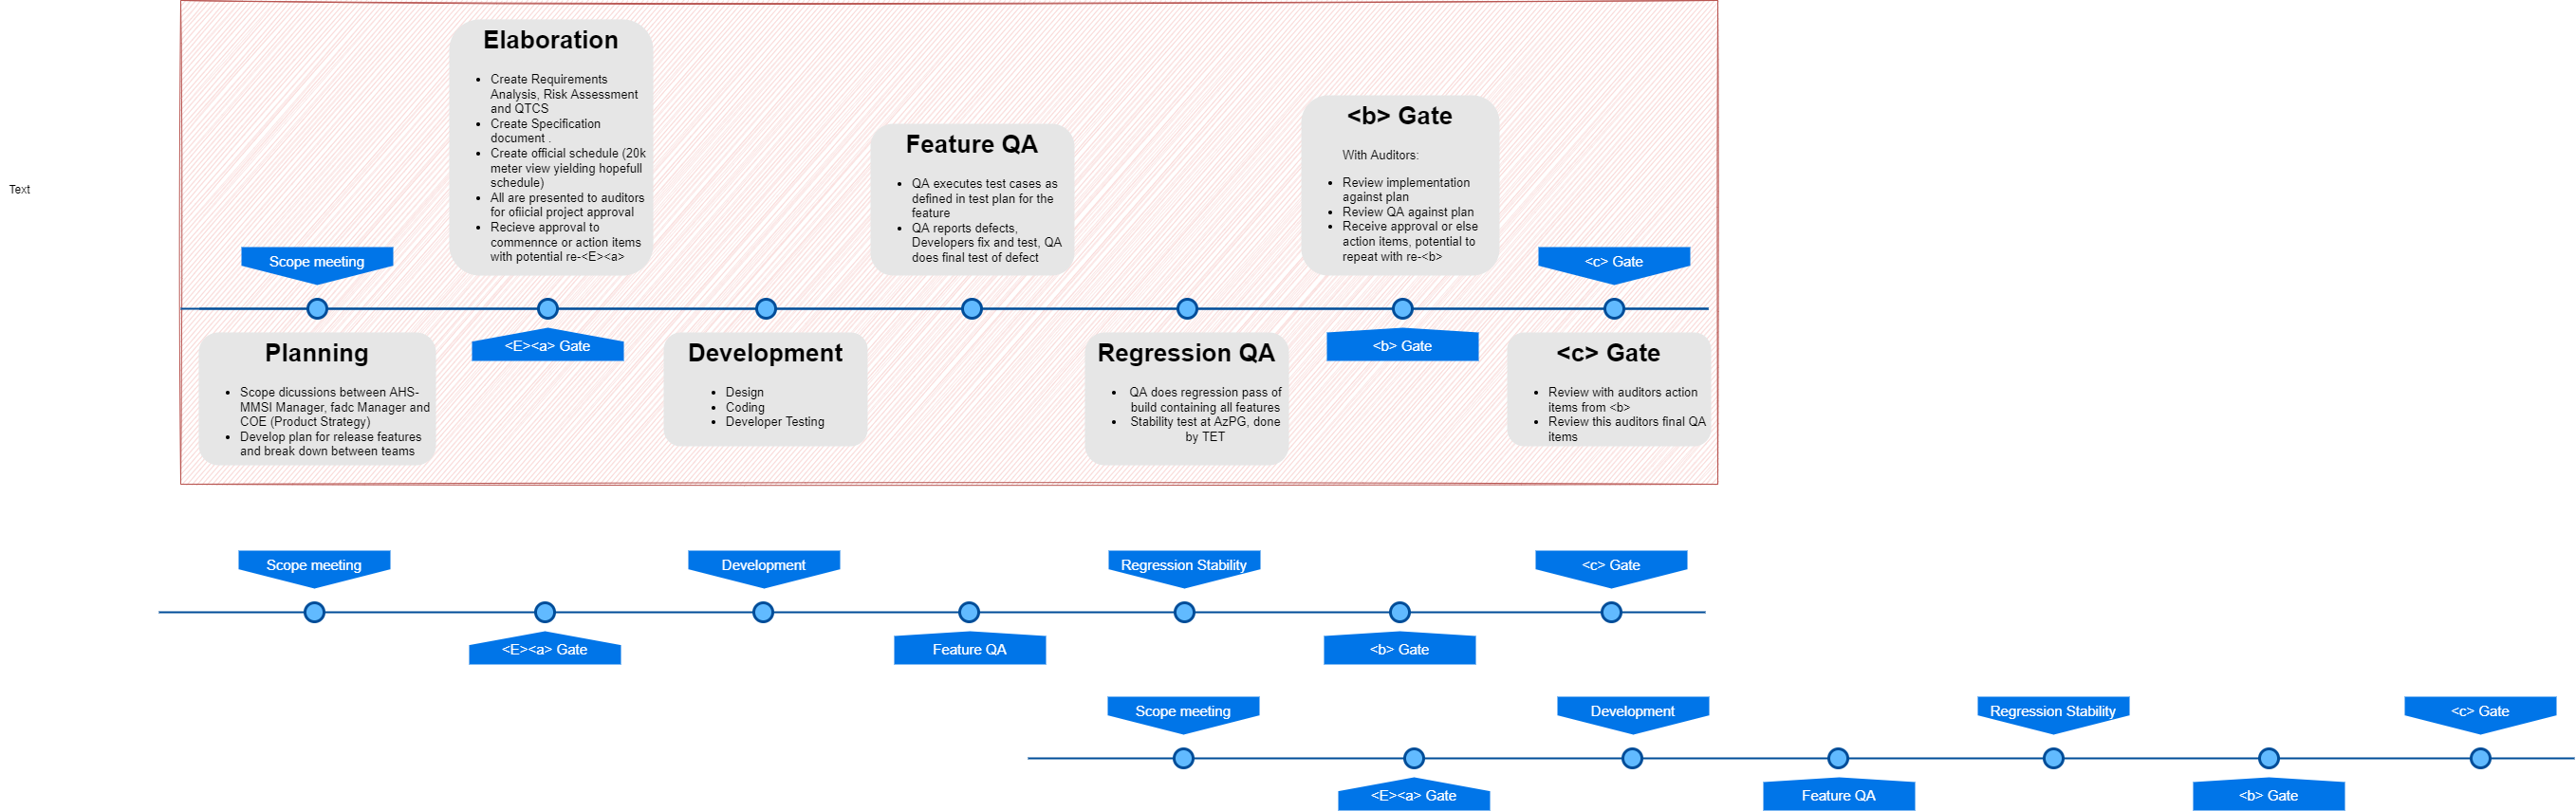 Text
Elaboration
Create Requirements
Analysis, Risk Assessment
and QTCS
Create Specification
document .
Create official schedule (20k
meter view yielding hopefull
schedule)
All are presented to auditors
for ofiicial project approval
Recieve approval to
commennce or action items
with potential re-<E><a>
Feature QA
QA executes test cases as
defined in test plan for the
feature
QA reports defects,
Developers fix and test, QA
does final test of defect
<b> Gate
With Auditors:
Review implementation
against plan
Review QA against plan
Receive approval or else
action items, potential to
repeat with re-<b>
Scope meeting
<c> Gate
<E><a> Gate
<b> Gate
Planning
Scope dicussions between AHS-
MMSI Manager, fadc Manager and
COE (Product Strategy)
Develop plan for release features
and break down between teams
Development
Design
Coding
Developer Testing
Regression QA
QA does regression pass of
build containing all features
Stability test at AzPG, done
by TET
<c> Gate
Review with auditors action
items from <b>
Review this auditors final QA
items
Scope meeting
Development
Regression Stability
<c> Gate
<E><a> Gate
Feature QA
<b> Gate
Scope meeting
Development
Regression Stability
<c> Gate
<E><a> Gate
Feature QA
<b> Gate